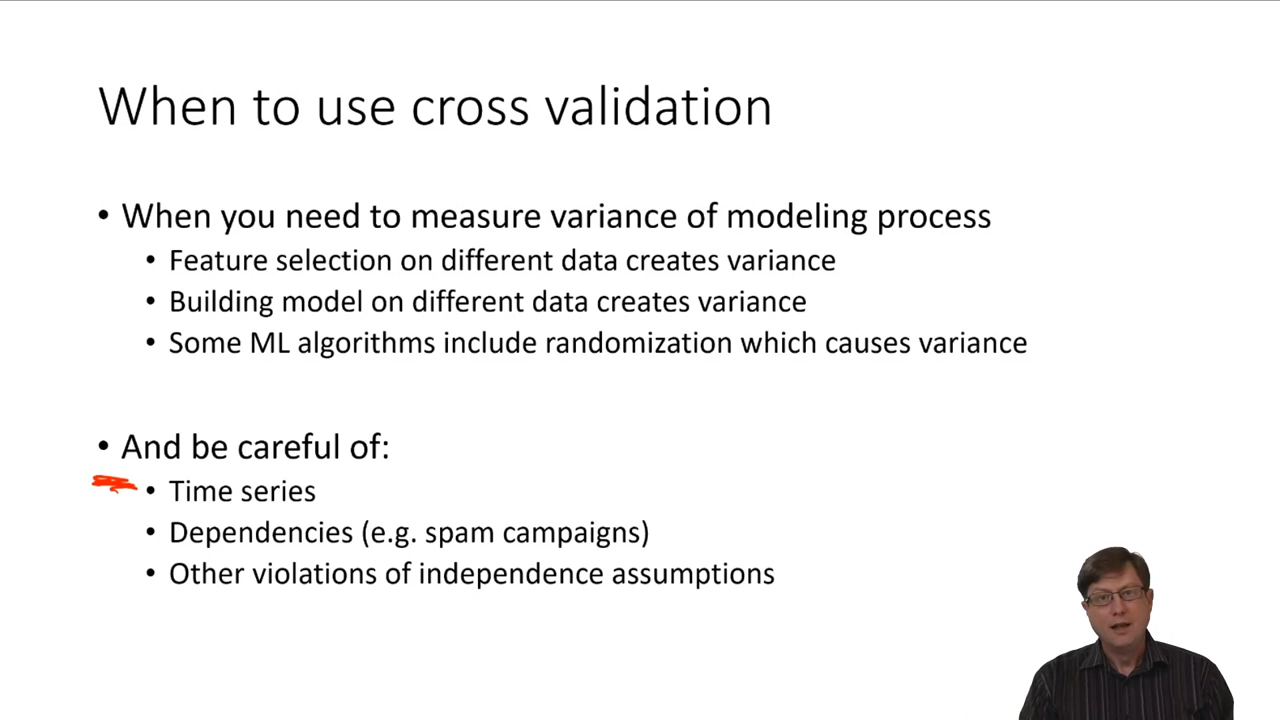 When to use cross validation
• When you need to measure variance of modeling process
• Feature selection on different data creates variance
• Building model on different data creates variance
• Some ML algorithms include randomization which causes variance
• And be careful of:
• Time series
• Dependencies (e.g. spam campaigns)
• Other violations of independence assumptions